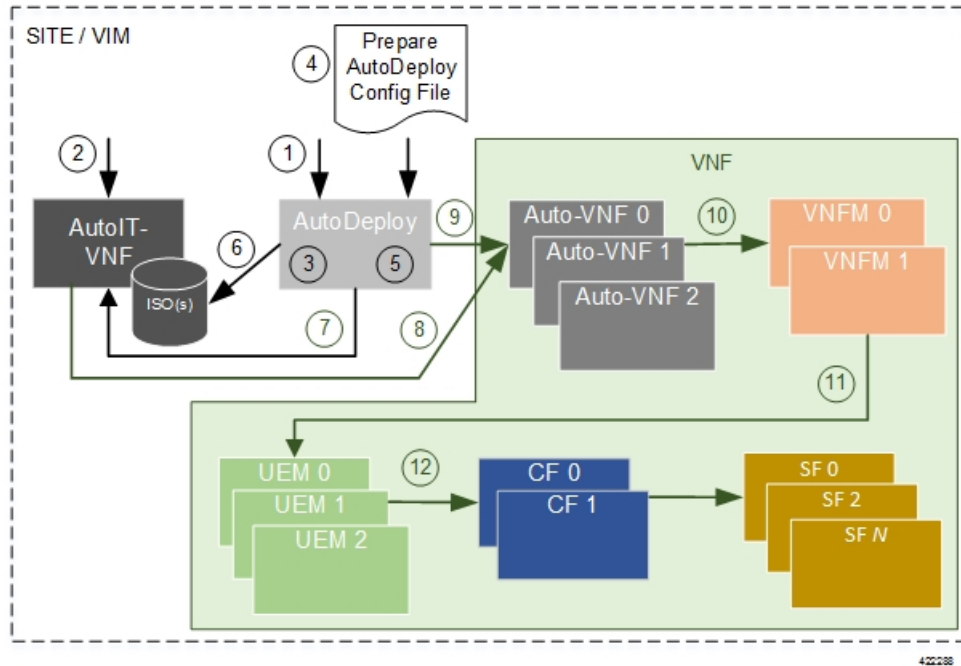 SITE / VIM
4
Prepare
AutoDeploy
Config File
2
1
VNF
AutoIT-
VNF
ISO(s)
6
AutoDeploy
3
5
9
Auto-VNF 0
Auto-VNF 1
Auto-VNF 2
10
VNFM 0
VNFM 1
7
8
11
UEM 0
UEM 1
UEM 2
12
CF 0
CF 1
SF 0
SF 2
SF N
422288